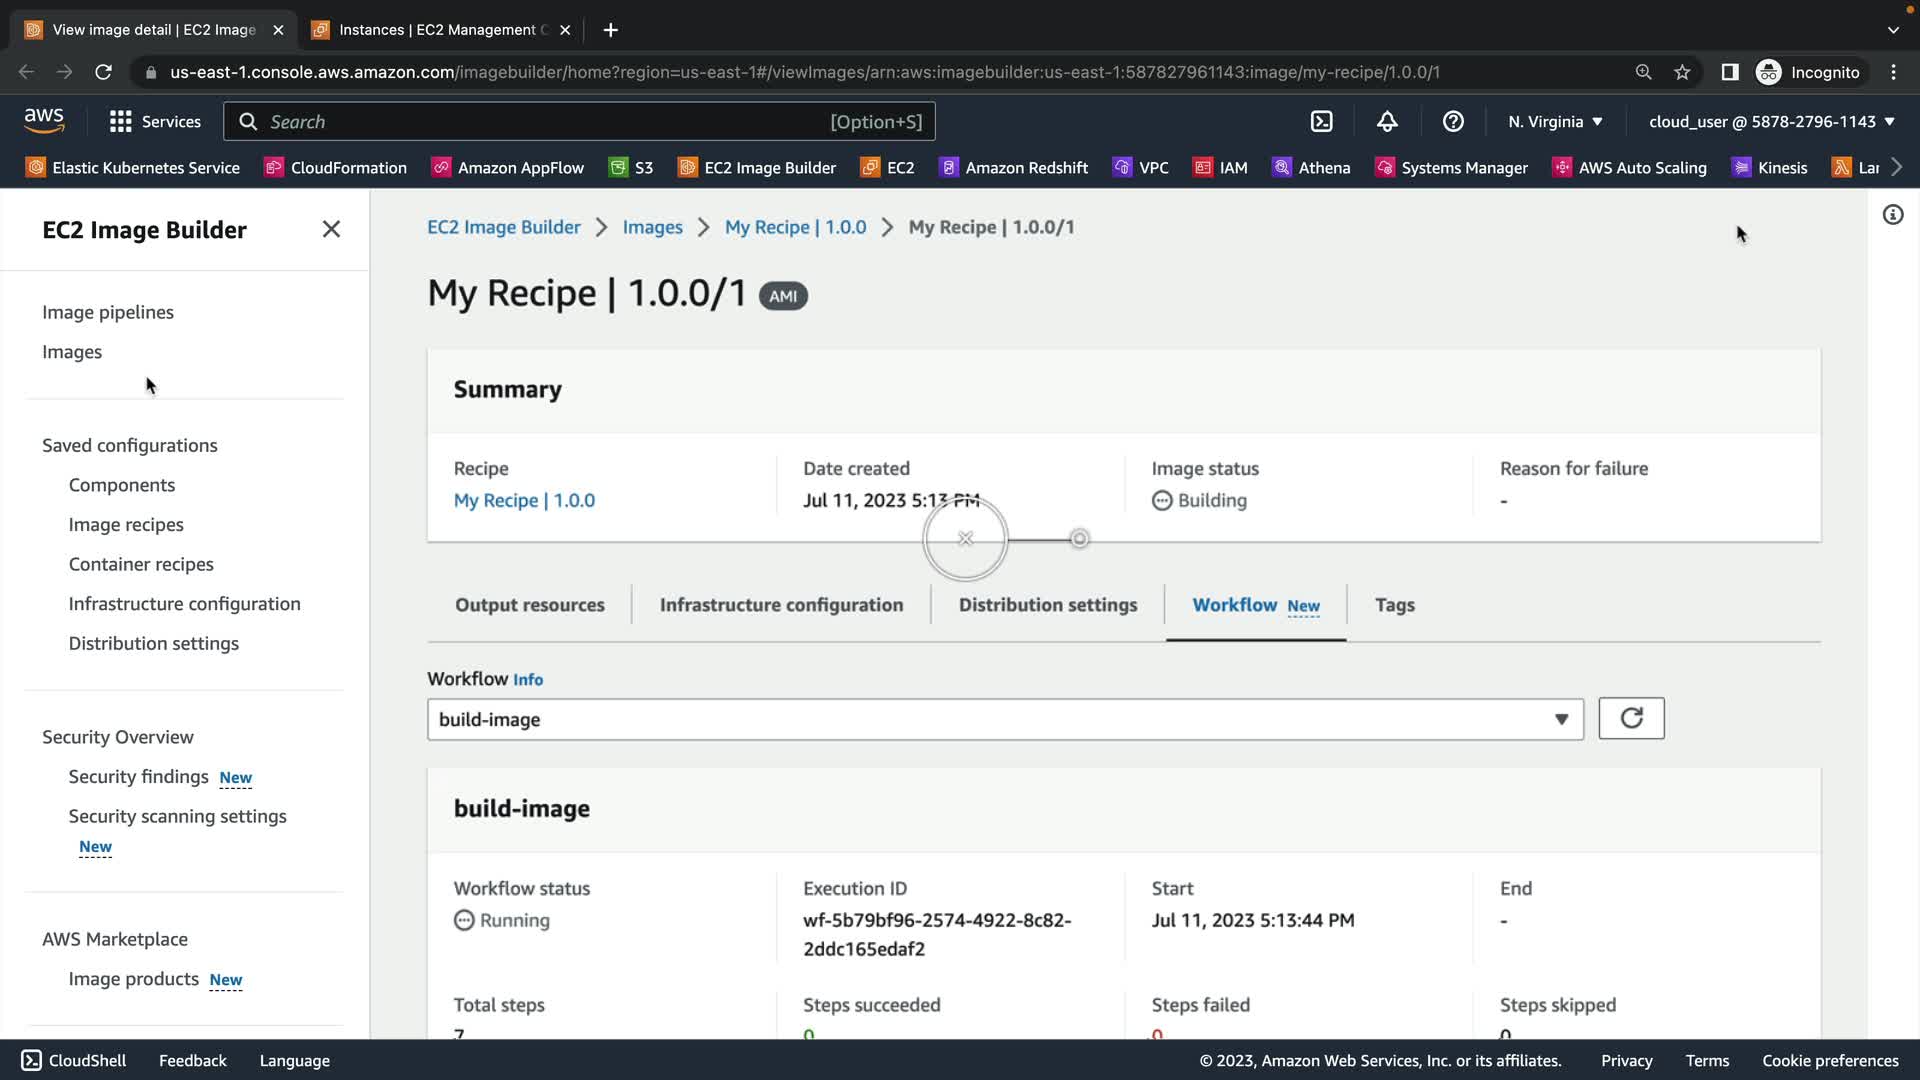 View image detail | EC2 Image
Instances | EC2 Management C
us-east-1.console.aws.amazon.com/imagebuilder/home?region=us-east-1#/viewImages/arn:aws:imagebuilder:us-east-1:587827961143:image/my-recipe/1.0.0/1
Incognito
aws
Services
Search
[Option+S]
N. Virginia
cloud_user @ 5878-2796-1143
Elastic Kubernetes Service
CloudFormation
Amazon AppFlow
S3
EC2 Image Builder
EC2
Amazon Redshift
VPC
IAM
Athena
Systems Manager
AWS Auto Scaling
Kinesis
Lar
EC2 Image Builder
Image pipelines
Images
Saved configurations
Components
Image recipes
Container recipes
Infrastructure configuration
Distribution settings
Security Overview
Security findings New
Security scanning settings
New
AWS Marketplace
Image products New
EC2 Image Builder
Images
My Recipe | 1.0.0
My Recipe | 1.0.0/1
My Recipe | 1.0.0/1 AMI
Summary
Recipe
My Recipe | 1.0.0
Date created
Jul 11, 2023 5:13 PM
Image status
Building
Reason for failure
-
Output resources
Infrastructure configuration
Distribution settings
Workflow New
Tags
Workflow Info
build-image
build-image
Workflow status
Running
Execution ID
wf-5b79bf96-2574-4922-8c82-
2ddc165edaf2
Start
Jul 11, 2023 5:13:44 PM
End
-
Total steps
7
Steps succeeded
0
Steps failed
0
Steps skipped
0
CloudShell
Feedback
Language
© 2023, Amazon Web Services, Inc. or its affiliates.
Privacy
Terms
Cookie preferences